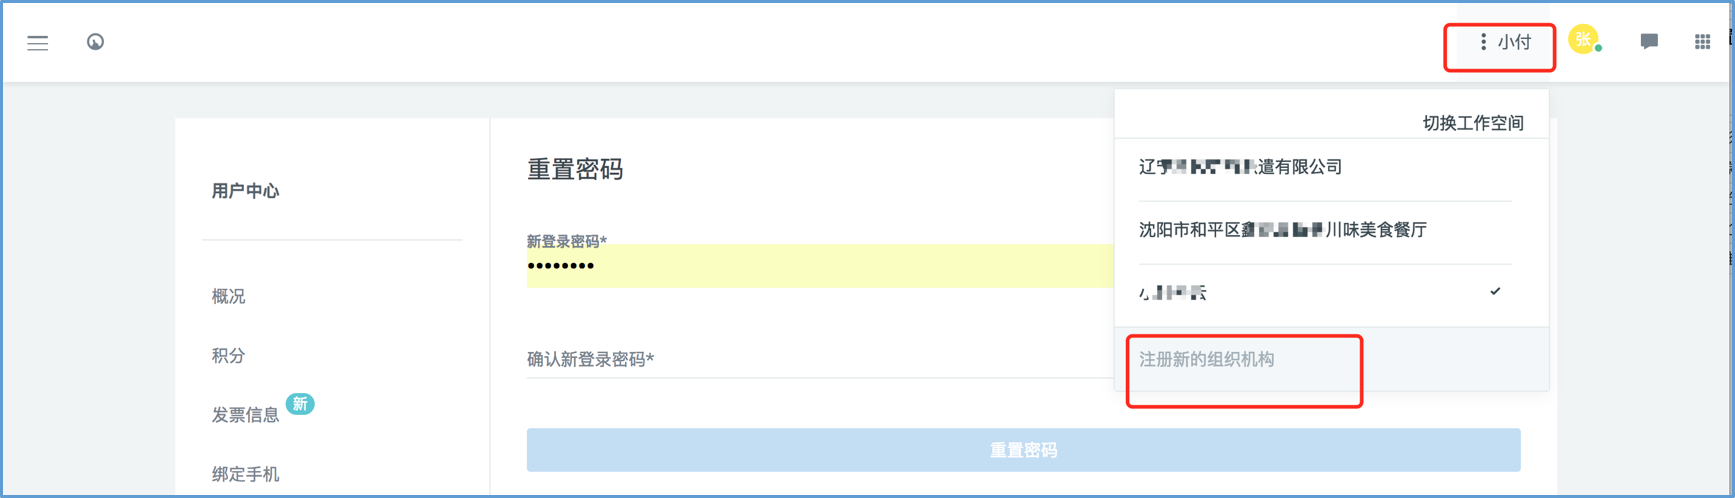 小付
张
切换工作空间
辽宁 遣有限公司
沈阳市和平区鑫 川味美食餐厅
云
注册新的组织机构
用户中心
概况
积分
发票信息 新
绑定手机
重置密码
新登录密码*
••••••••
确认新登录密码*
重置密码